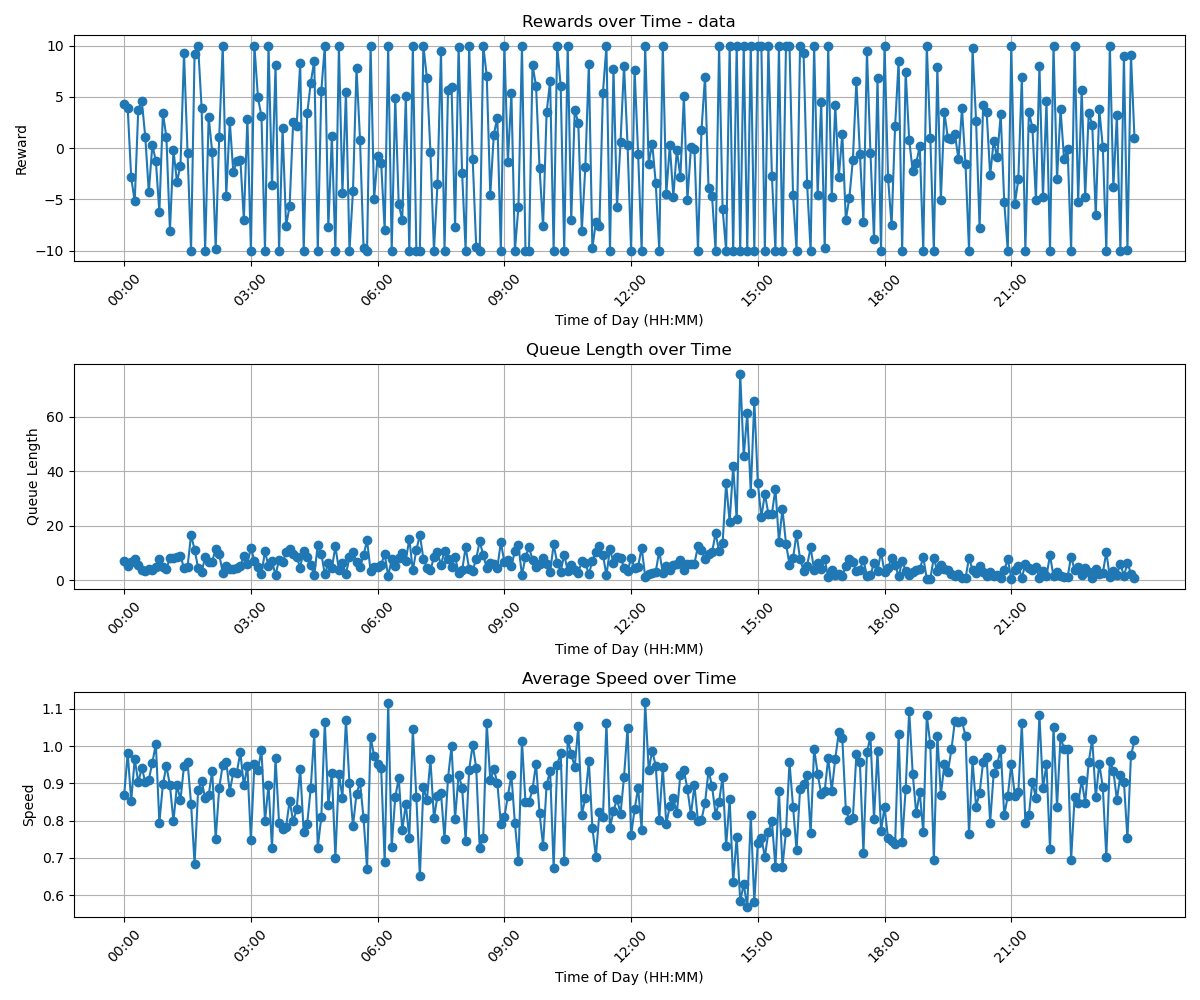 Rewards over Time - data
10
5
0
−5
−10
Reward
00:00 03:00 06:00 09:00 12:00 15:00 18:00 21:00
Time of Day (HH:MM)
Queue Length over Time
60
40
20
0
Queue Length
00:00 03:00 06:00 09:00 12:00 15:00 18:00 21:00
Time of Day (HH:MM)
Average Speed over Time
1.1
1.0
0.9
0.8
0.7
0.6
Speed
00:00 03:00 06:00 09:00 12:00 15:00 18:00 21:00
Time of Day (HH:MM)